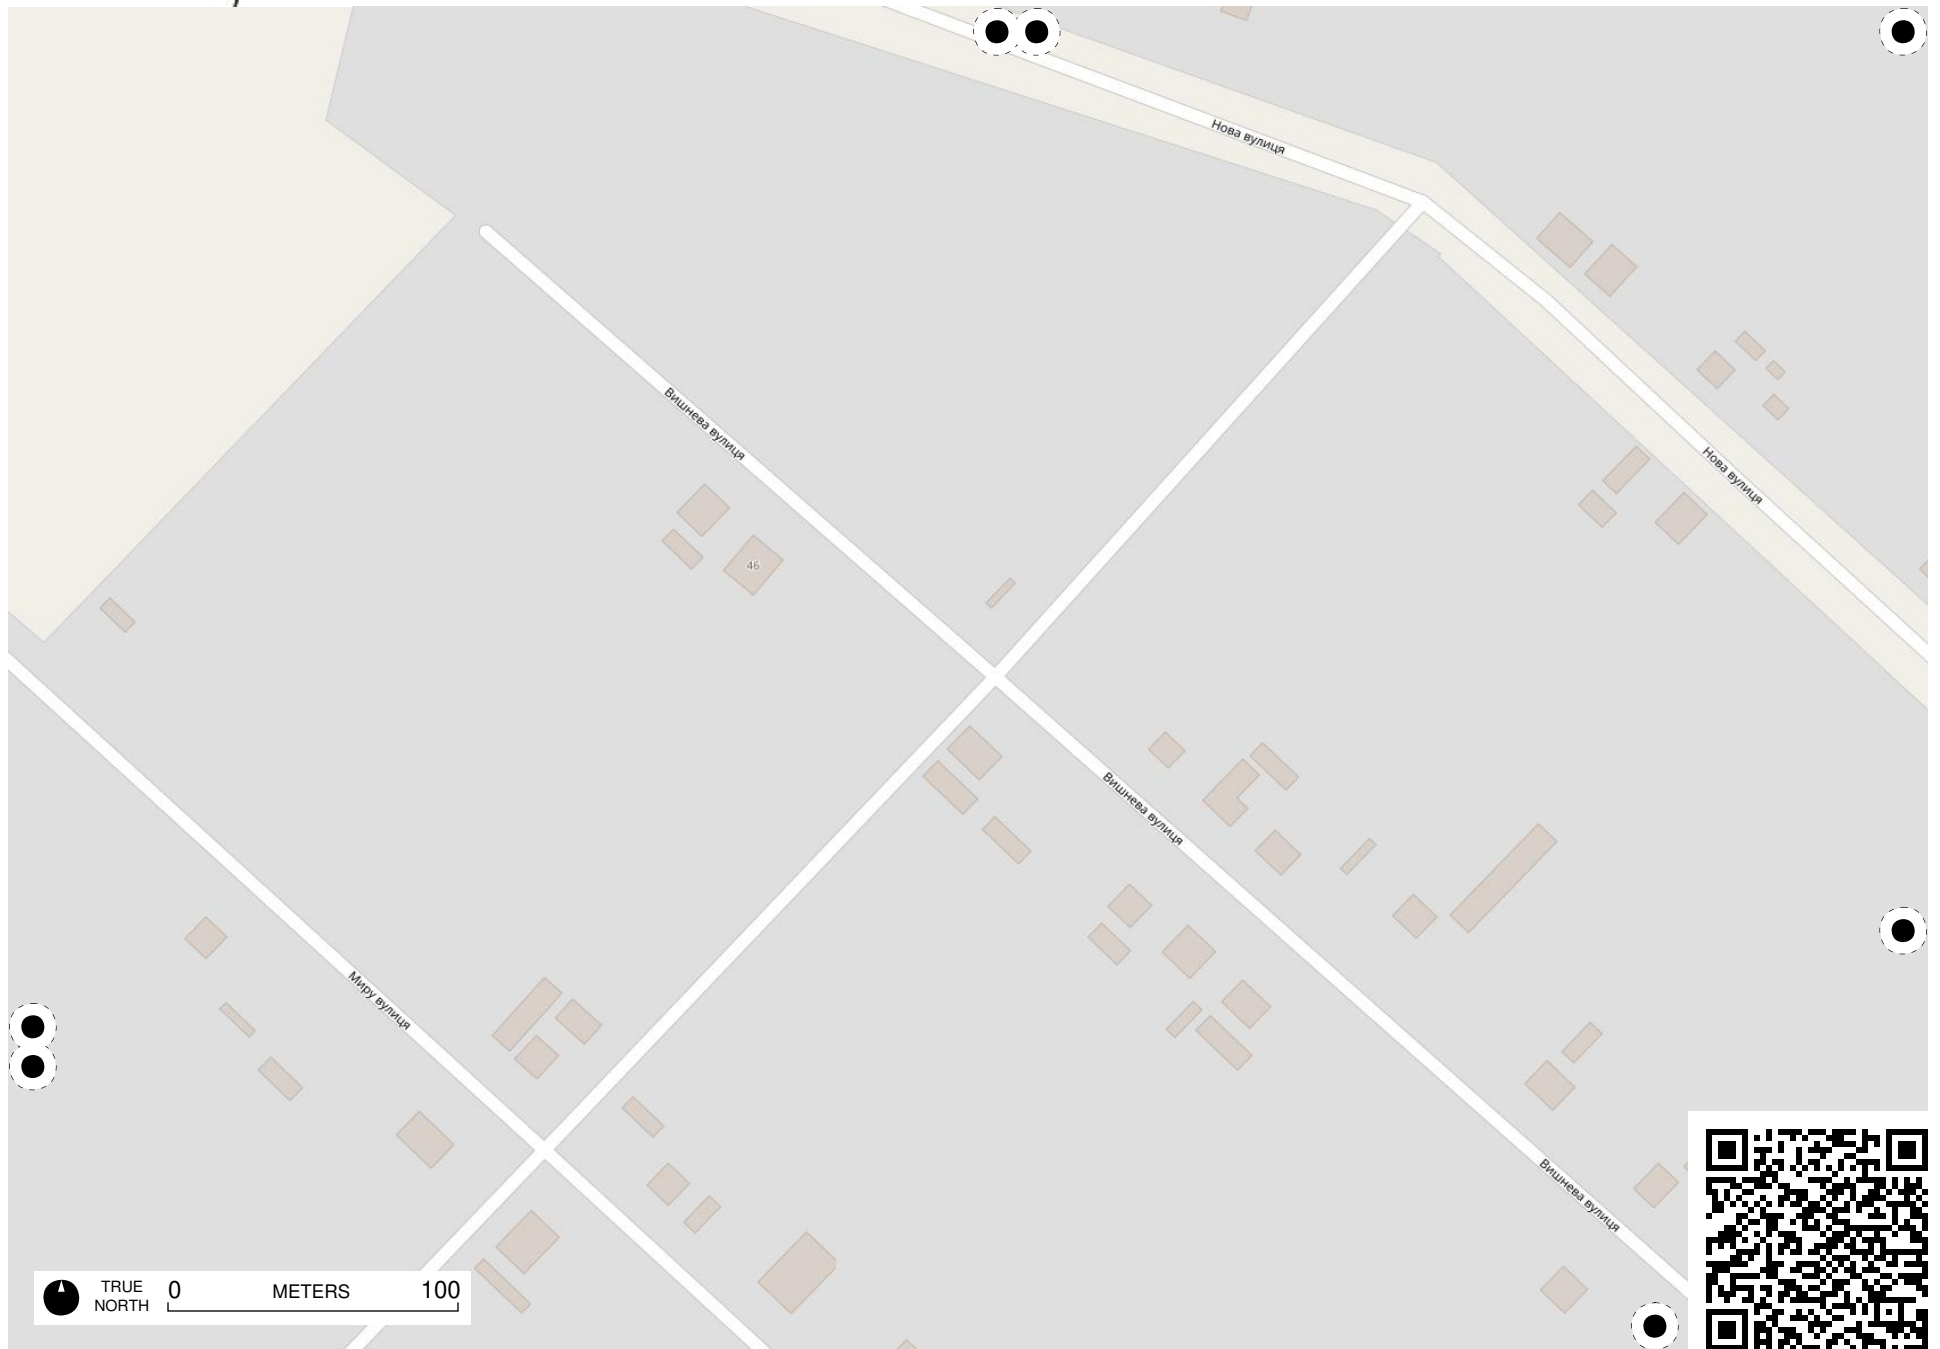 Нова вулиця
Вишнева вулиця
Нова вулиця
46
Вишнева вулиця
Миру вулиця
Вишнева вулиця
TRUE NORTH
0 METERS 100